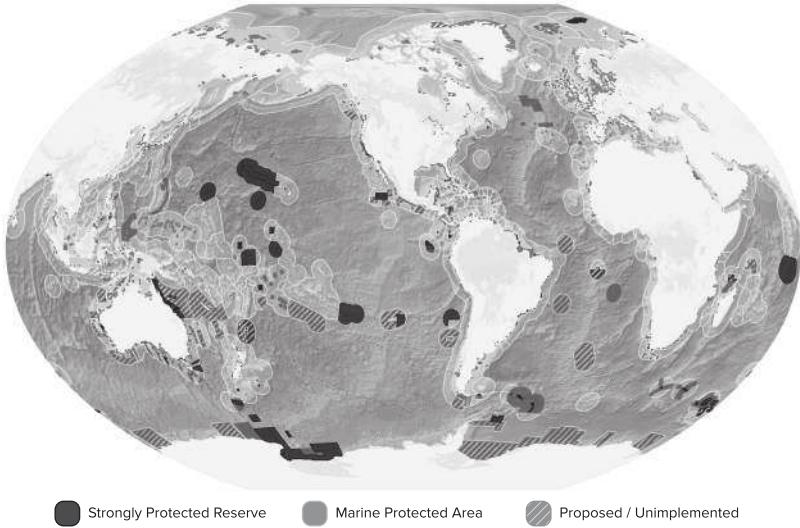 Strongly Protected Reserve
Marine Protected Area
Proposed / Unimplemented